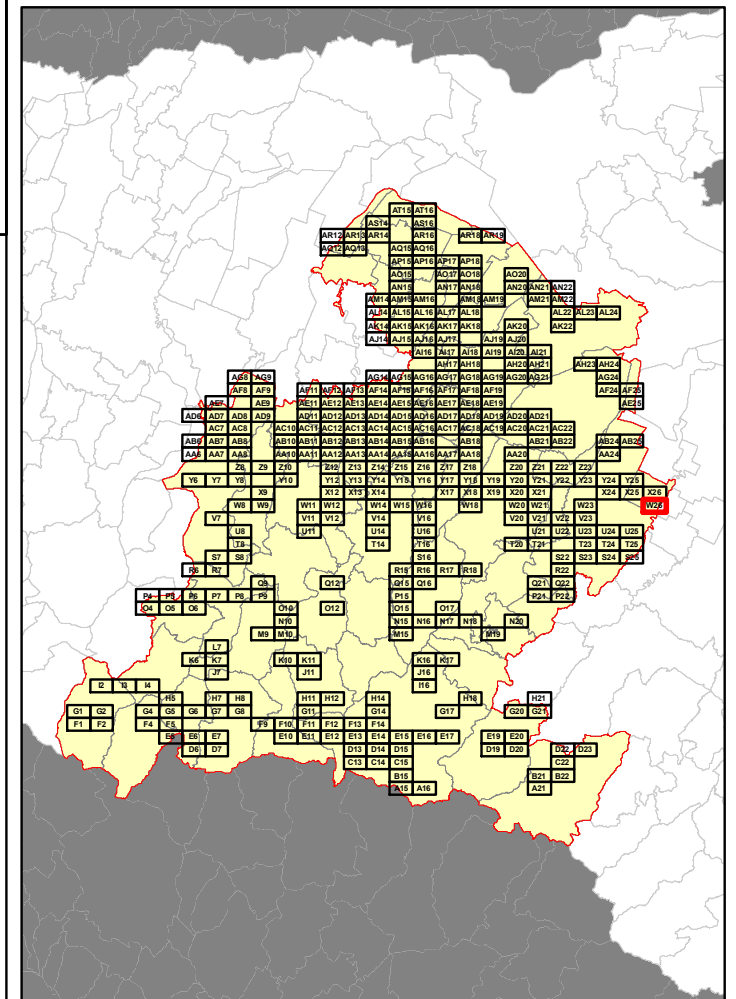 AT15 AT16
AS14 AS16
AR12 AR13 AR14 AR16 AR18 AR19
AQ12 AQ13 AQ15 AQ16
AP15 AP16 AP17 AP18
AO15 AO17 AO18 AO20
AN15 AN17 AN18 AN20 AN21 AN22
AM14 AM15 AM16 AM18 AM19 AM21 AM22
AL14 AL15 AL16 AL17 AL18 AL22 AL23 AL24
AK14 AK15 AK16 AK17 AK18 AK20 AK22
AJ14 AJ15 AJ16 AJ17 AJ19 AJ20
AI16 AI17 AI18 AI19 AI20 AI21
AH17 AH18 AH20 AH21 AH23 AH24
AG8 AG9 AG14 AG15 AG16 AG17 AG18 AG19 AG20 AG21 AG24
AF8 AF9 AF11 AF12 AF13 AF14 AF15 AF16 AF17 AF18 AF19 AF24 AF25
AE7 AE9 AE11 AE12 AE13 AE14 AE15 AE16 AE17 AE18 AE19 AE25
AD6 AD7 AD8 AD9 AD11 AD12 AD13 AD14 AD15 AD16 AD17 AD18 AD19 AD20 AD21
AC7 AC8 AC10 AC11 AC12 AC13 AC14 AC15 AC16 AC17 AC18 AC19 AC20 AC21 AC22
AB6 AB7 AB8 AB10 AB11 AB12 AB13 AB14 AB15 AB16 AB18 AB21 AB22 AB24 AB25
AA6 AA7 AA8 AA10 AA11 AA12 AA13 AA14 AA15 AA16 AA17 AA18 AA20 AA24
Z8 Z9 Z10 Z12 Z13 Z14 Z15 Z16 Z17 Z18 Z20 Z21 Z22 Z23
Y6 Y7 Y8 Y10 Y12 Y13 Y14 Y15 Y16 Y17 Y18 Y19 Y20 Y21 Y22 Y23 Y24 Y25
X9 X12 X13 X14 X17 X18 X19 X20 X21 X24 X25 X26
W8 W9 W11 W12 W14 W15 W16 W18 W20 W21 W23 W26
V7 V11 V12 V14 V16 V20 V21 V22 V23
U8 U11 U14 U16 U21 U22 U23 U24 U25
T8 T14 T16 T20 T21 T23 T24 T25
S7 S8 S16 S22 S23 S24 S25
R6 R7 R15 R16 R17 R18 R22
Q9 Q12 Q15 Q16 Q21 Q22
P4 P5 P6 P7 P8 P9 P15 P21 P22
O4 O5 O6 O10 O12 O15 O17
N10 N15 N16 N17 N18 N20
M9 M10 M15 M19
L7
K6 K7 K10 K11 K16 K17
J7 J11 J16
I2 I3 I4 I16
H5 H7 H8 H11 H12 H14 H18 H21
G1 G2 G4 G5 G6 G7 G8 G11 G14 G17 G20 G21
F1 F2 F4 F5 F9 F10 F11 F12 F13 F14
E5 E6 E7 E10 E11 E12 E13 E14 E15 E16 E17 E19 E20
D6 D7 D13 D14 D15 D19 D20 D22 D23
C13 C14 C15 C22
B15 B21 B22
A15 A16 A21